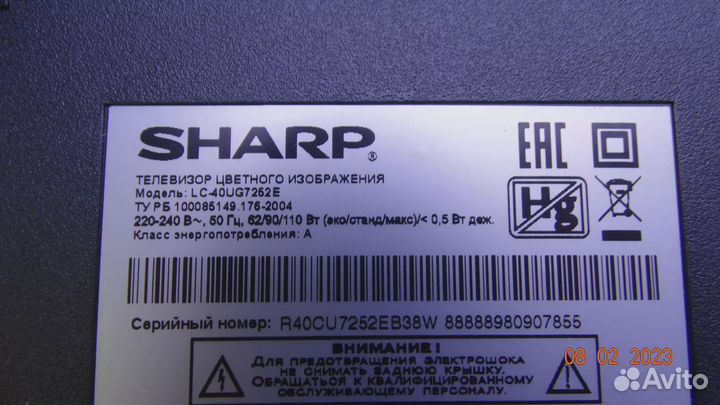 SHARP®
EAC
ТЕЛЕВИЗОР ЦВЕТНОГО ИЗОБРАЖЕНИЯ
Модель: LC-40UG7252E
ТУ РБ 100085149.176-2004
220-240 В~, 50 Гц, 62/90/110 Вт (эко/станд/макс)/< 0,5 Вт деж.
Класс энергопотребления: А
Hg
Серийный номер: R40CU7252EB38W 88888980907855
ВНИМАНИЕ!
ДЛЯ ПРЕДОТВРАЩЕНИЯ ЭЛЕКТРОШОКА
НЕ СНИМАТЬ ЗАДНЮЮ КРЫШКУ.
ОБРАЩАТЬСЯ К КВАЛИФИЦИРОВАННОМУ
ОБСЛУЖИВАЮЩЕМУ ПЕРСОНАЛУ.
08 02 2023
Avito